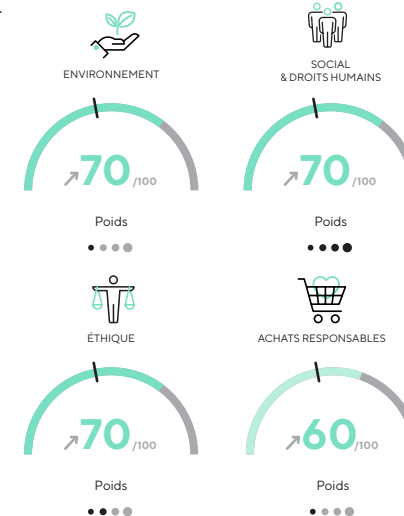 ENVIRONNEMENT
↗70/100
Poids
SOCIAL
& DROITS HUMAINS
↗70/100
Poids
ÉTHIQUE
↗70/100
Poids
ACHATS RESPONSABLES
↗60/100
Poids